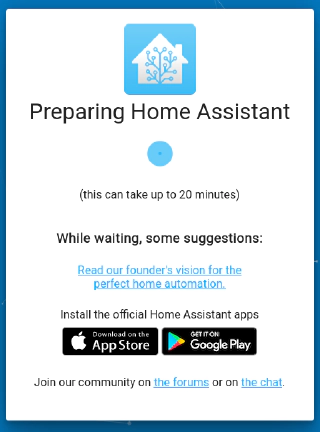 Preparing Home Assistant
(this can take up to 20 minutes)
While waiting, some suggestions:
Read our founder's vision for the
perfect home automation.
Install the official Home Assistant apps
Download on the
App Store
GET IT ON
Google Play
Join our community on the forums or on the chat.